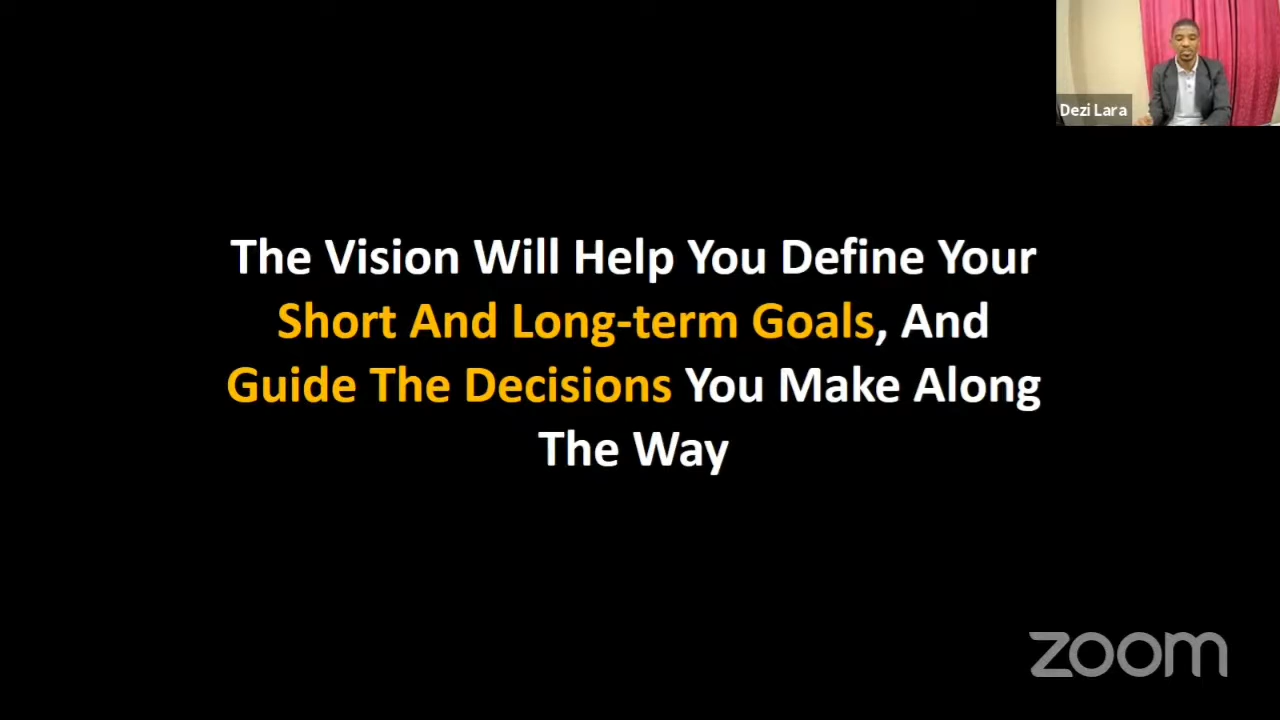 Dezi Lara
The Vision Will Help You Define Your
Short And Long-term Goals, And
Guide The Decisions You Make Along
The Way
zoom